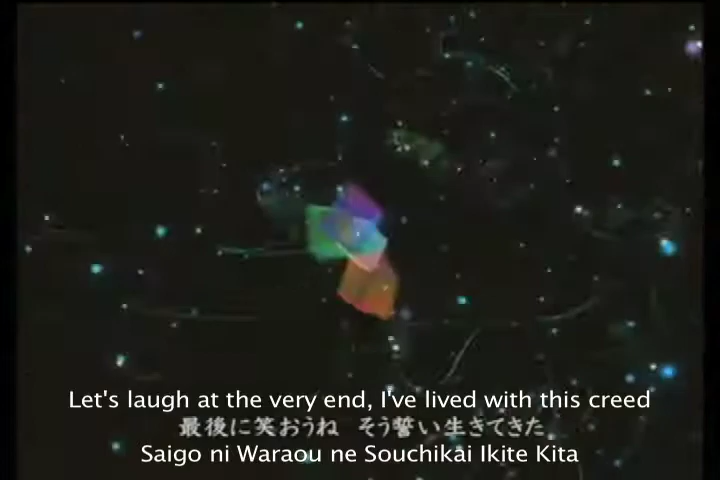 Let's laugh at the very end, I've lived with this creed
最後に笑おうね そう誓い生きてきた
Saigo ni Waraou ne Souchikai Ikite Kita